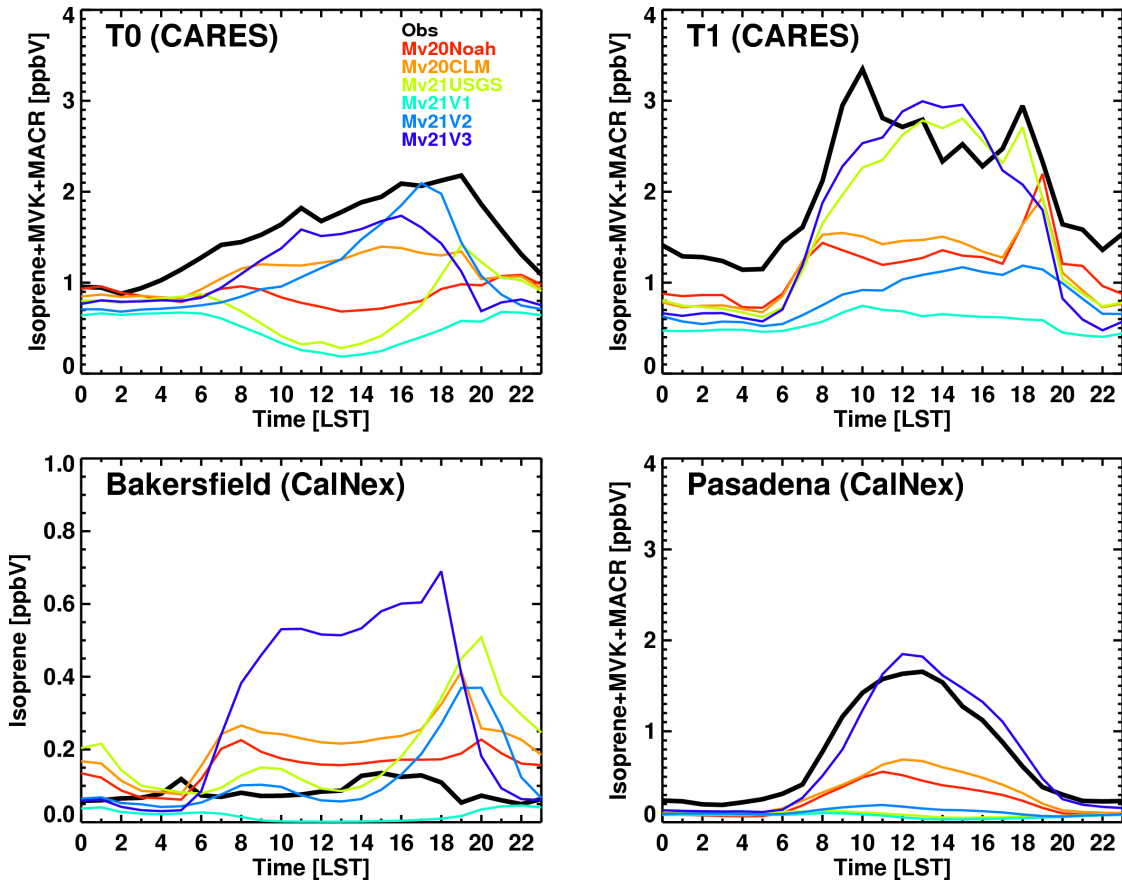 T0 (CARES)
Obs
Mv20Noah
Mv20CLM
Mv21USGS
Mv21V1
Mv21V2
Mv21V3
Isoprene+MVK+MACR [ppbV]
4
3
2
1
0
0 2 4 6 8 10 12 14 16 18 20 22
Time [LST]
T1 (CARES)
Isoprene+MVK+MACR [ppbV]
4
3
2
1
0
0 2 4 6 8 10 12 14 16 18 20 22
Time [LST]
Bakersfield (CalNex)
Isoprene [ppbV]
1.0
0.8
0.6
0.4
0.2
0.0
0 2 4 6 8 10 12 14 16 18 20 22
Time [LST]
Pasadena (CalNex)
Isoprene+MVK+MACR [ppbV]
4
3
2
1
0
0 2 4 6 8 10 12 14 16 18 20 22
Time [LST]